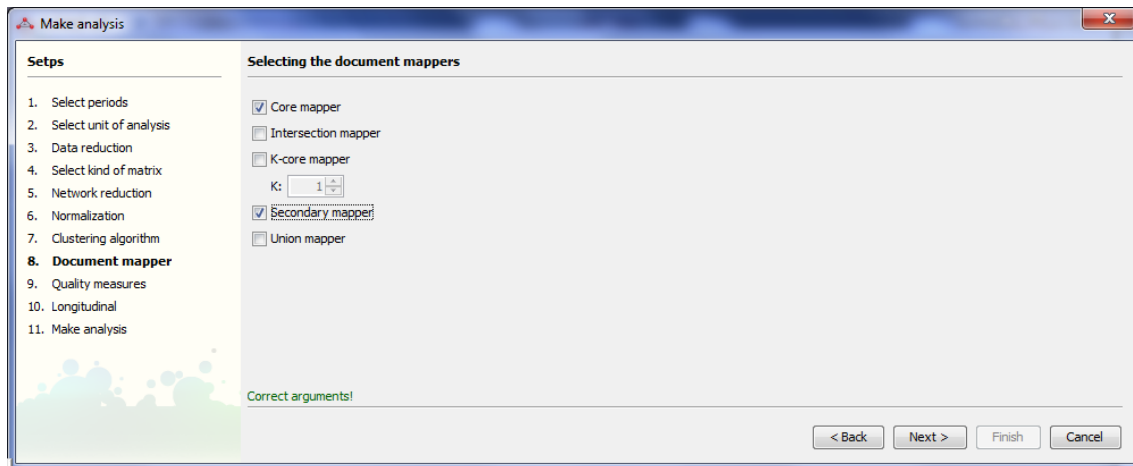 Make analysis
Setps
1. Select periods
2. Select unit of analysis
3. Data reduction
4. Select kind of matrix
5. Network reduction
6. Normalization
7. Clustering algorithm
8. Document mapper
9. Quality measures
10. Longitudinal
11. Make analysis
Selecting the document mappers
Core mapper
Intersection mapper
K-core mapper
K: 1
Secondary mapper
Union mapper
Correct arguments!
< Back Next > Finish Cancel